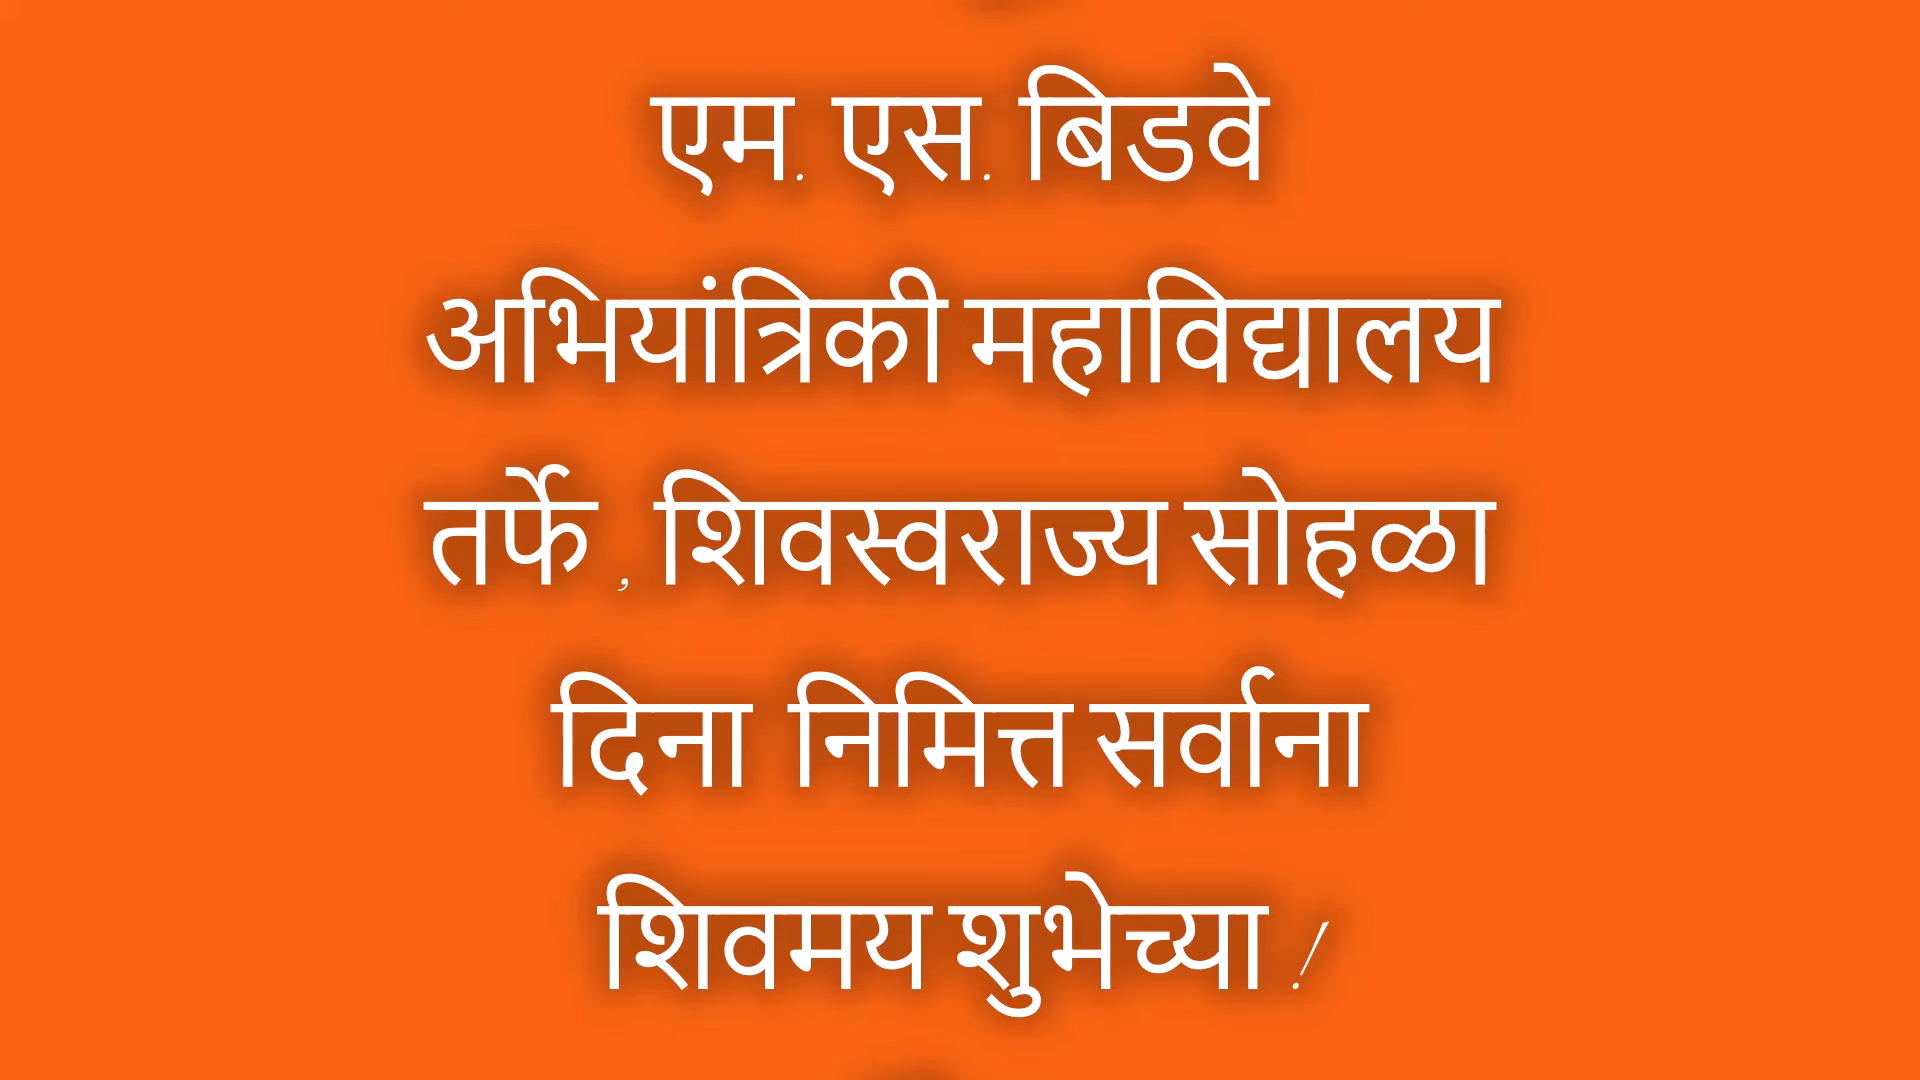 एम. एस. बिडवे
अभियांत्रिकी महाविद्यालय
तर्फे , शिवस्वराज्य सोहळा
दिना निमित्त सर्वाना
शिवमय शुभेच्या !